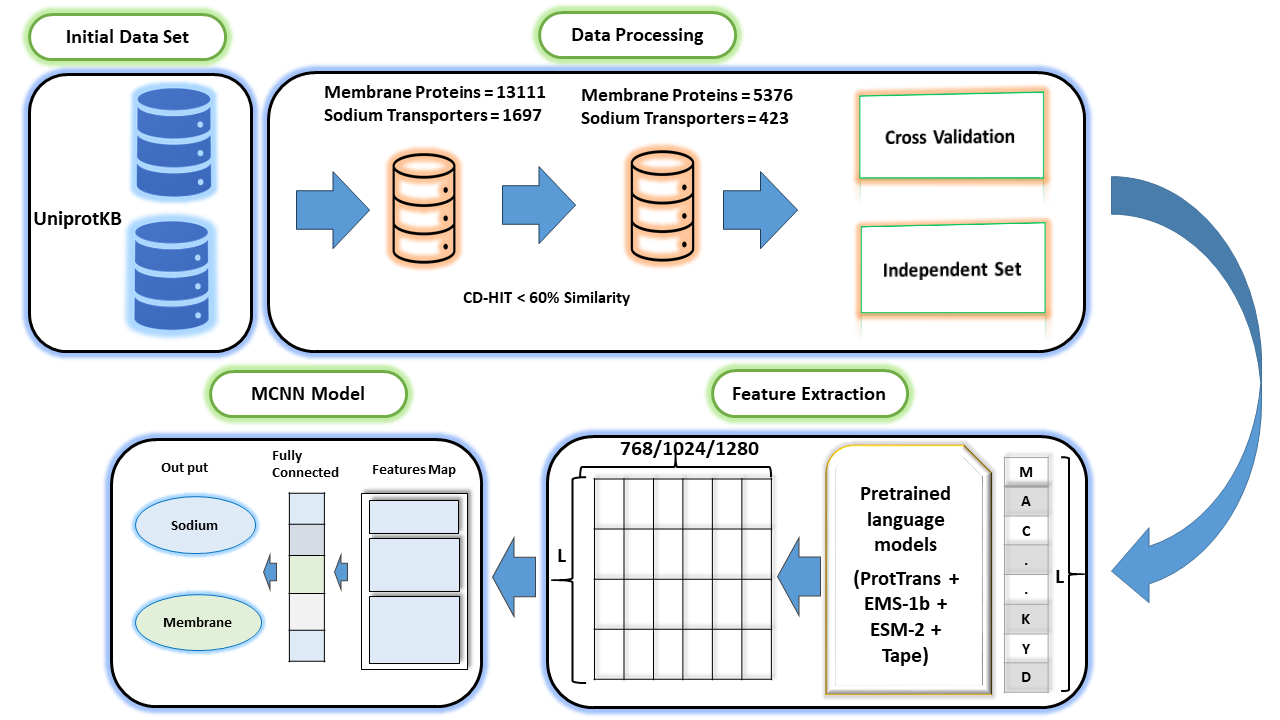 Initial Data Set
Data Processing
UniprotKB
Membrane Proteins = 13111
Sodium Transporters = 1697
Membrane Proteins = 5376
Sodium Transporters = 423
CD-HIT < 60% Similarity
Cross Validation
Independent Set
MCNN Model
Feature Extraction
Out put
Fully
Connected
Features Map
Sodium
Membrane
768/1024/1280
L
Pretrained
language
models
(ProtTrans +
EMS-1b +
ESM-2 +
Tape)
M
A
C
.
.
K
Y
D
L